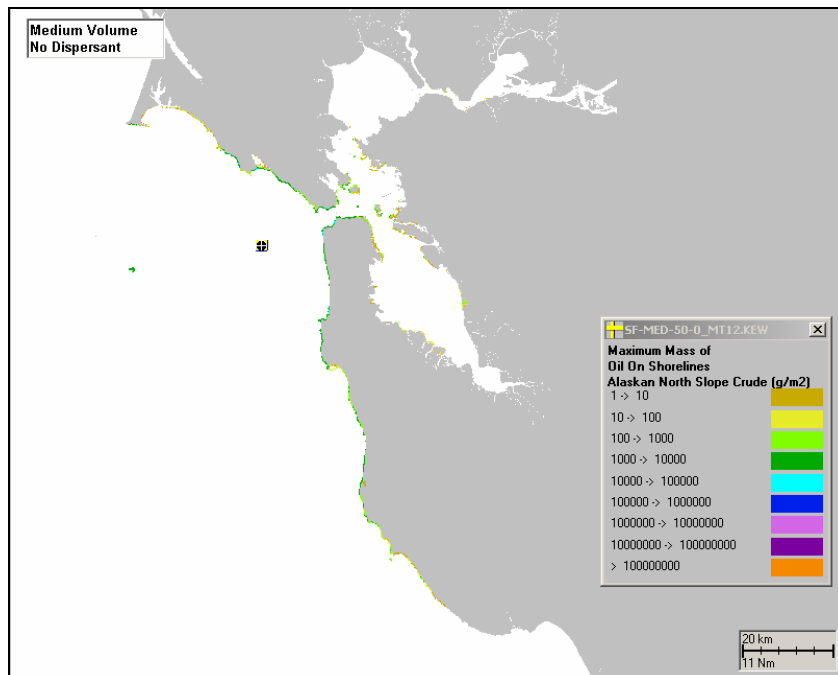 Medium Volume
No Dispersant
SF-MED-50-0_MT12.KEW
Maximum Mass of
Oil On Shorelines
Alaskan North Slope Crude (g/m2)
1 -> 10
10 -> 100
100 -> 1000
1000 -> 10000
10000 -> 100000
100000 -> 1000000
1000000 -> 10000000
10000000 -> 100000000
> 100000000
20 km
11 Nm